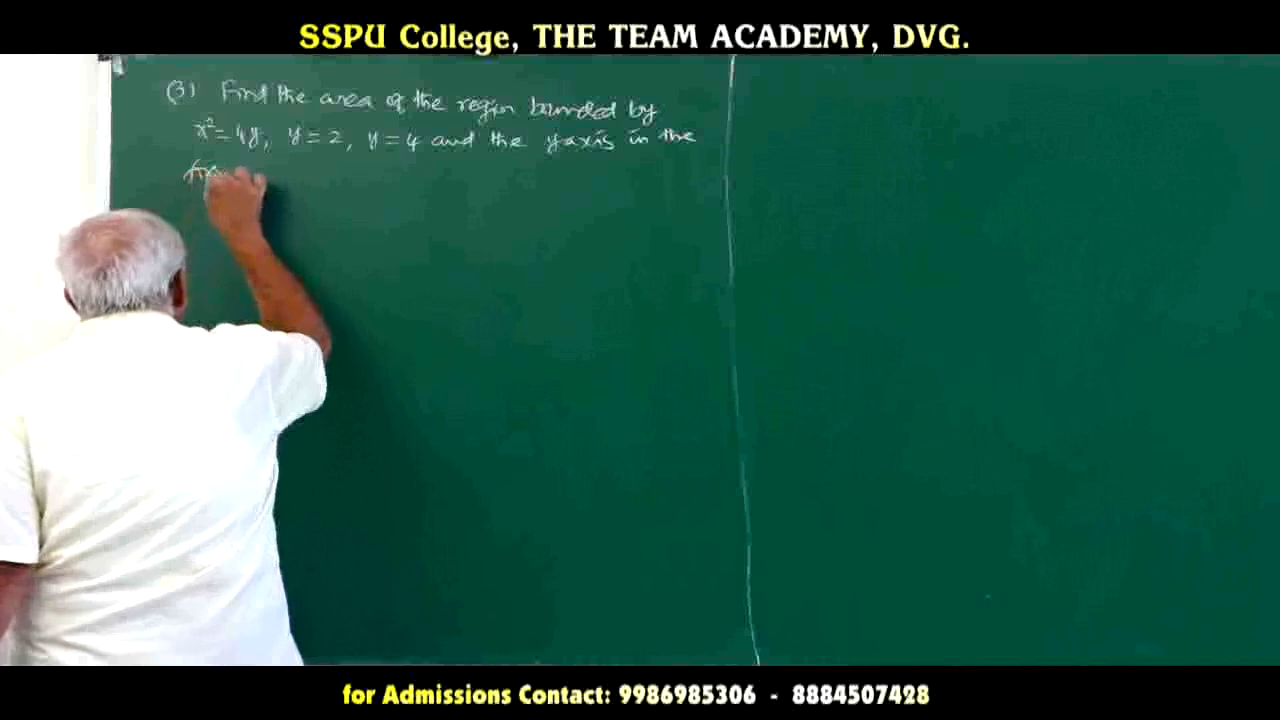 SSPU College, THE TEAM ACADEMY, DVG.
(3) Find the area of the region bounded by
x² = 4y, y = 2, y = 4 and the y axis in the
for Admissions Contact: 9986985306 - 8884507428